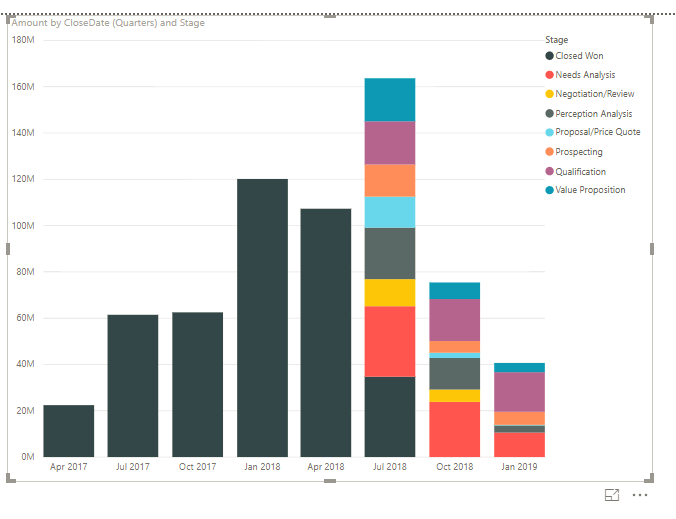 Amount by CloseDate (Quarters) and Stage
180M
160M
140M
120M
100M
80M
60M
40M
20M
0M
Apr 2017 Jul 2017 Oct 2017 Jan 2018 Apr 2018 Jul 2018 Oct 2018 Jan 2019
Stage
Closed Won
Needs Analysis
Negotiation/Review
Perception Analysis
Proposal/Price Quote
Prospecting
Qualification
Value Proposition